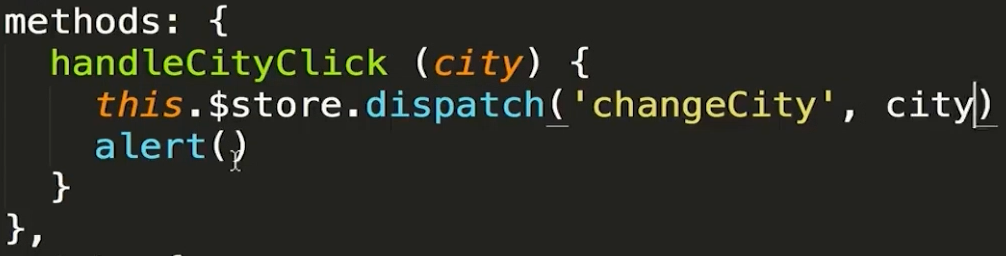 methods: {
handleCityClick (city) {
this.$store.dispatch('changeCity', city)
alert()
}
},